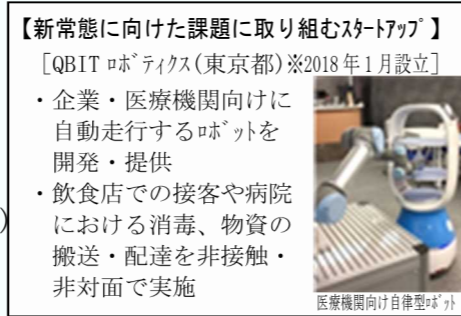 【新常態に向けた課題に取り組むｽﾀｰﾄｱｯﾌﾟ】
［QBIT ﾛﾎﾞﾃｨｸｽ(東京都)※2018 年 1 月設立］
・企業・医療機関向けに
自動走行するﾛﾎﾞｯﾄを
開発・提供
・飲食店での接客や病院
における消毒、物資の
搬送・配達を非接触・
非対面で実施
医療機関向け自律型ﾛﾎﾞｯﾄ
)